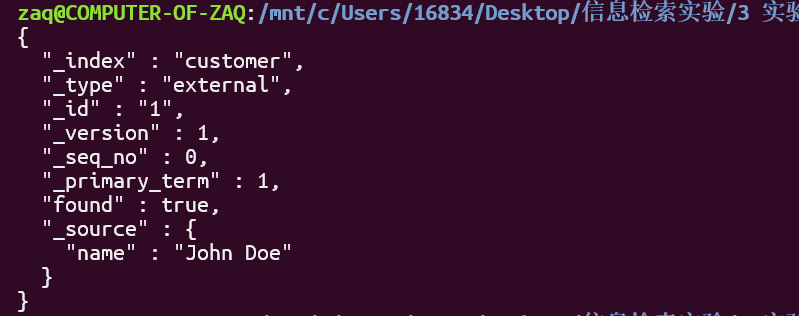 zaq@COMPUTER-OF-ZAQ:/mnt/c/Users/16834/Desktop/信息检索实验/3 实验
{
  "_index" : "customer",
  "_type" : "external",
  "_id" : "1",
  "_version" : 1,
  "_seq_no" : 0,
  "_primary_term" : 1,
  "found" : true,
  "_source" : {
    "name" : "John Doe"
  }
}